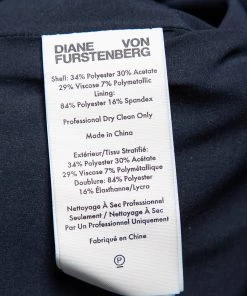 DIANE VON
FURSTENBERG
Shell: 34% Polyester 30% Acetate
29% Viscose 7% Polymetallic
Lining:
84% Polyester 16% Spandex
Professional Dry Clean Only
Made in China
Extérieur/Tissu Stratifié:
34% Polyester 30% Acétate
29% Viscose 7% Polymétallique
Doublure: 84% Polyester
16% Élasthanne/Lycro
Nettoyage À Sec Professionnel
Seulement / Nettoyage À Sec
Par Un Professionnel Uniquement
Fabriqué en Chine
P